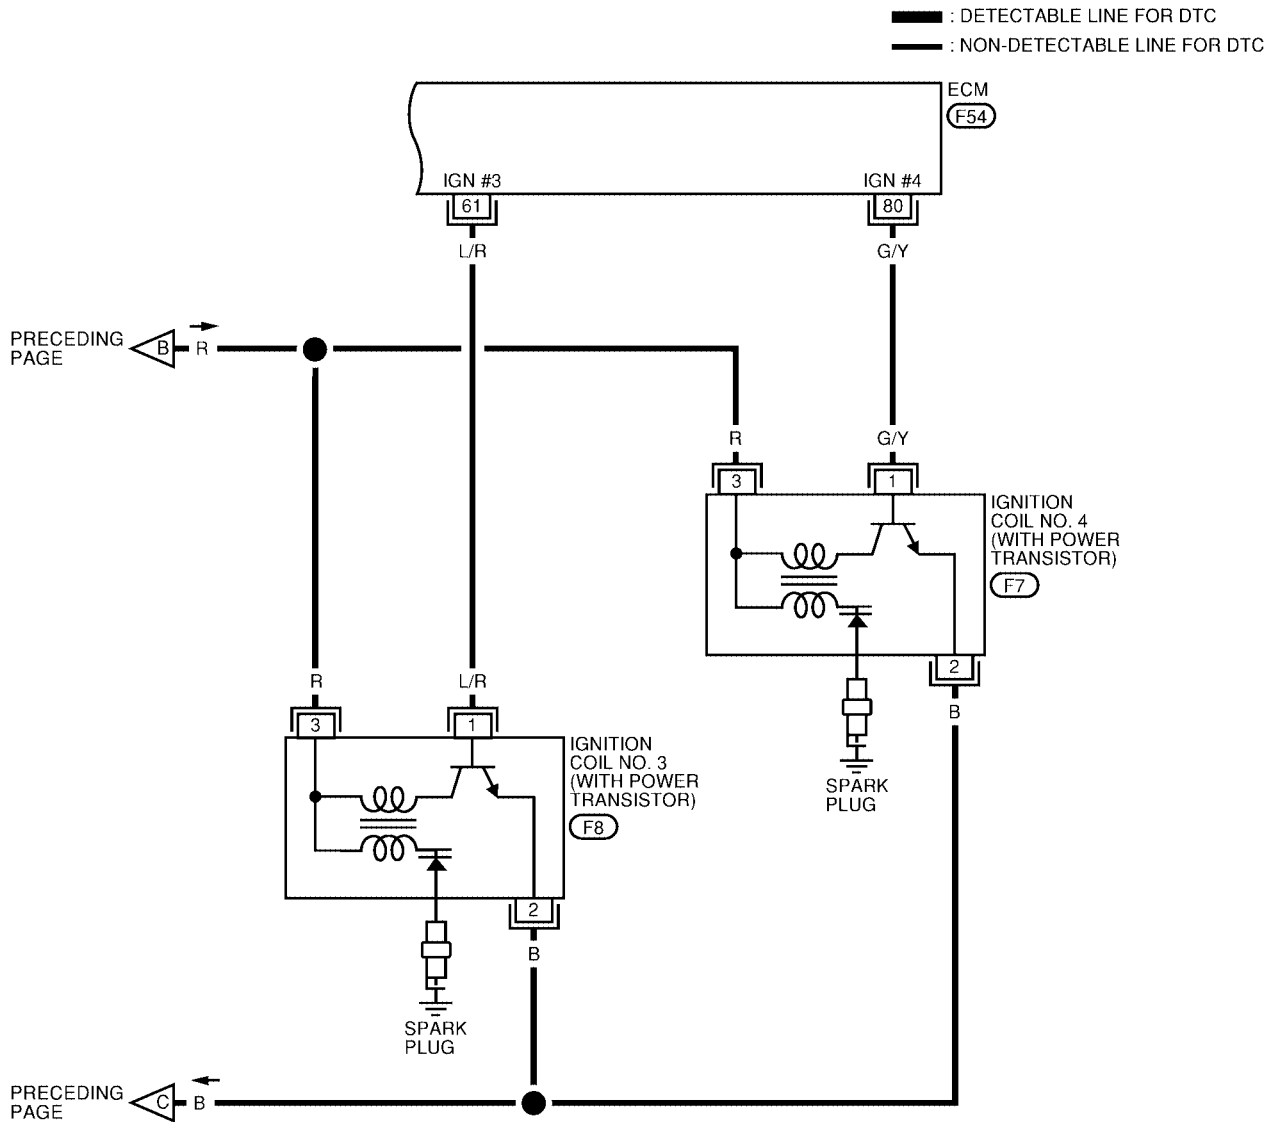 : DETECTABLE LINE FOR DTC
: NON-DETECTABLE LINE FOR DTC
ECM
F54
IGN #3
IGN #4
61
80
L/R
G/Y
PRECEDING
PAGE
B
R
R
G/Y
3
1
IGNITION
COIL NO. 4
(WITH POWER
TRANSISTOR)
F7
2
B
SPARK
PLUG
R
L/R
3
1
IGNITION
COIL NO. 3
(WITH POWER
TRANSISTOR)
F8
2
B
SPARK
PLUG
PRECEDING
PAGE
C
B